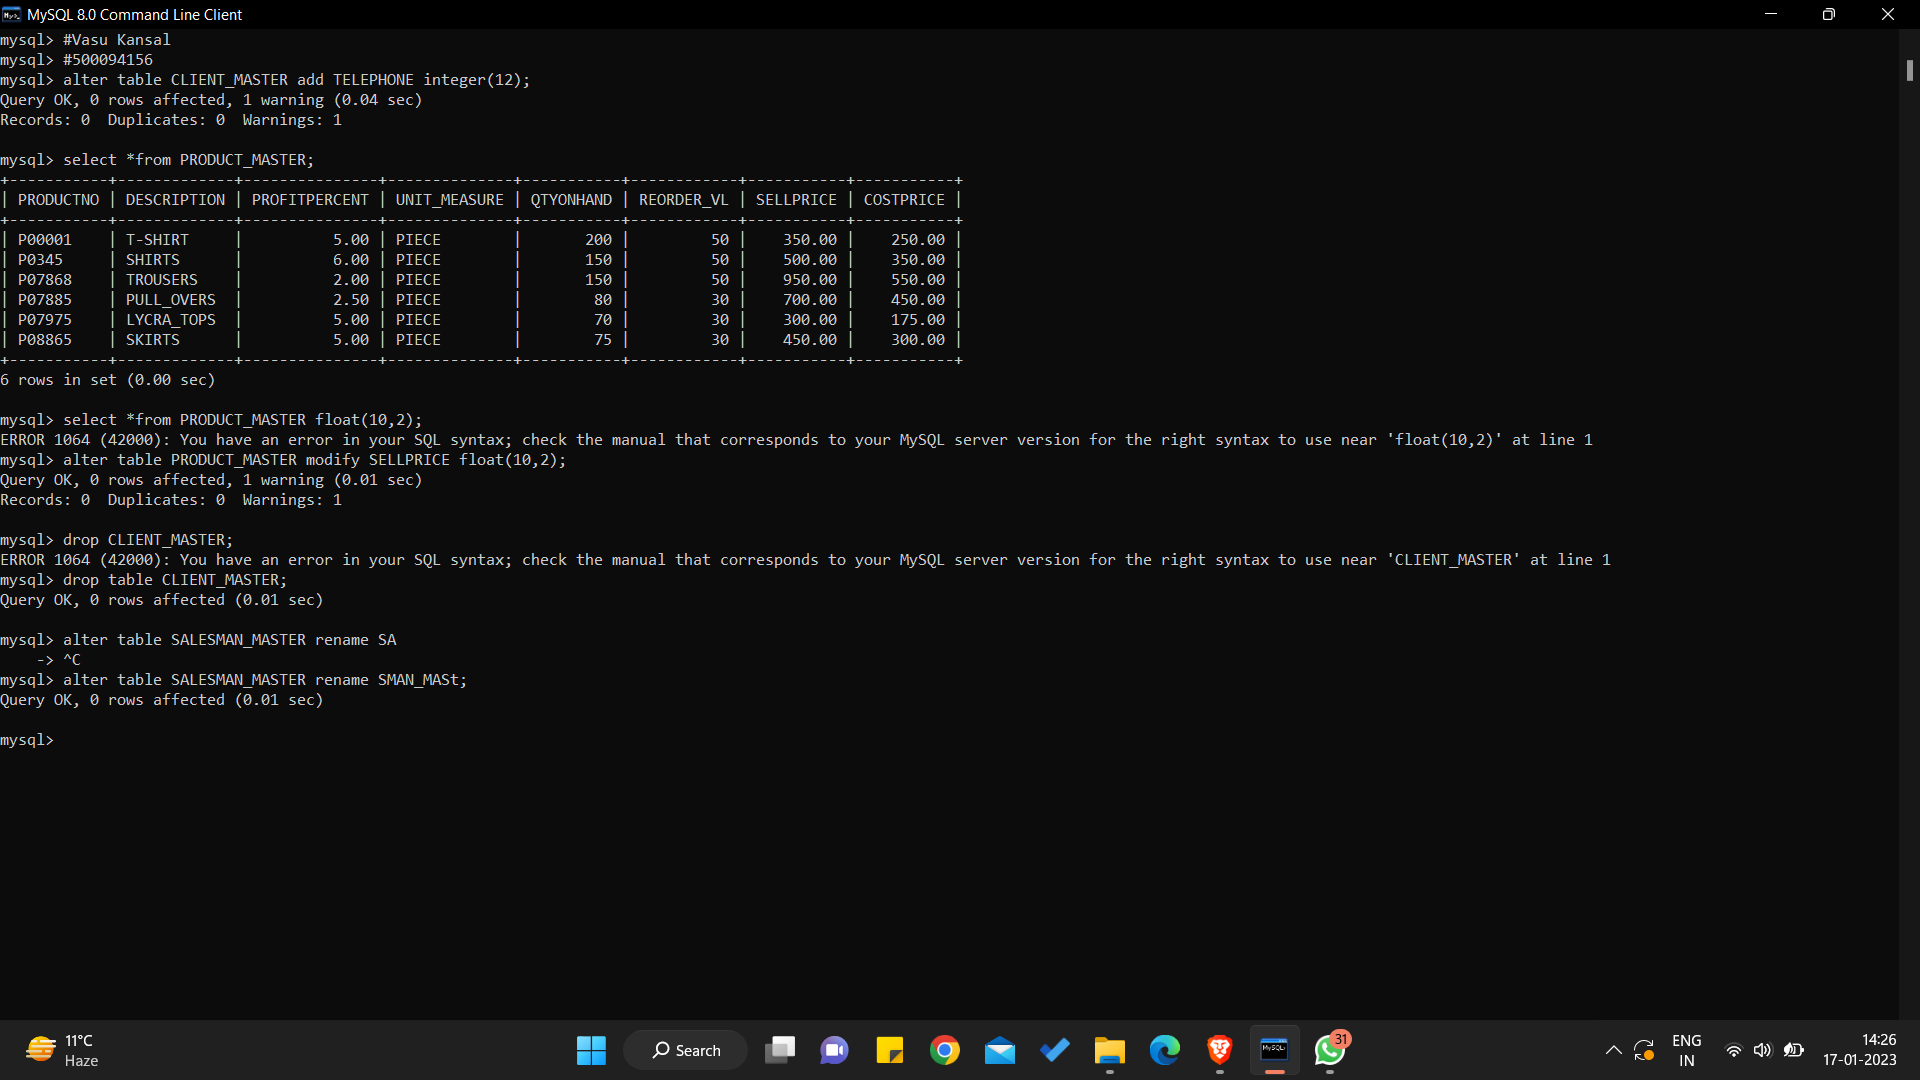 MySQL 8.0 Command Line Client
mysql> #Vasu Kansal
mysql> #500094156
mysql> alter table CLIENT_MASTER add TELEPHONE integer(12);
Query OK, 0 rows affected, 1 warning (0.04 sec)
Records: 0  Duplicates: 0  Warnings: 1
mysql> select *from PRODUCT_MASTER;
+-----------+-------------+---------------+--------------+-----------+------------+-----------+-----------+
| PRODUCTNO | DESCRIPTION | PROFITPERCENT | UNIT_MEASURE | QTYONHAND | REORDER_VL | SELLPRICE | COSTPRICE |
+-----------+-------------+---------------+--------------+-----------+------------+-----------+-----------+
| P00001    | T-SHIRT     |          5.00 | PIECE        |       200 |         50 |    350.00 |    250.00 |
| P0345     | SHIRTS      |          6.00 | PIECE        |       150 |         50 |    500.00 |    350.00 |
| P07868    | TROUSERS    |          2.00 | PIECE        |       150 |         50 |    950.00 |    550.00 |
| P07885    | PULL_OVERS  |          2.50 | PIECE        |        80 |         30 |    700.00 |    450.00 |
| P07975    | LYCRA_TOPS  |          5.00 | PIECE        |        70 |         30 |    300.00 |    175.00 |
| P08865    | SKIRTS      |          5.00 | PIECE        |        75 |         30 |    450.00 |    300.00 |
+-----------+-------------+---------------+--------------+-----------+------------+-----------+-----------+
6 rows in set (0.00 sec)
mysql> select *from PRODUCT_MASTER float(10,2);
ERROR 1064 (42000): You have an error in your SQL syntax; check the manual that corresponds to your MySQL server version for the right syntax to use near 'float(10,2)' at line 1
mysql> alter table PRODUCT_MASTER modify SELLPRICE float(10,2);
Query OK, 0 rows affected, 1 warning (0.01 sec)
Records: 0  Duplicates: 0  Warnings: 1
mysql> drop CLIENT_MASTER;
ERROR 1064 (42000): You have an error in your SQL syntax; check the manual that corresponds to your MySQL server version for the right syntax to use near 'CLIENT_MASTER' at line 1
mysql> drop table CLIENT_MASTER;
Query OK, 0 rows affected (0.01 sec)
mysql> alter table SALESMAN_MASTER rename SA
    -> ^C
mysql> alter table SALESMAN_MASTER rename SMAN_MASt;
Query OK, 0 rows affected (0.01 sec)
mysql>
11°C
Haze
Search
MySQL
31
ENG
IN
14:26
17-01-2023